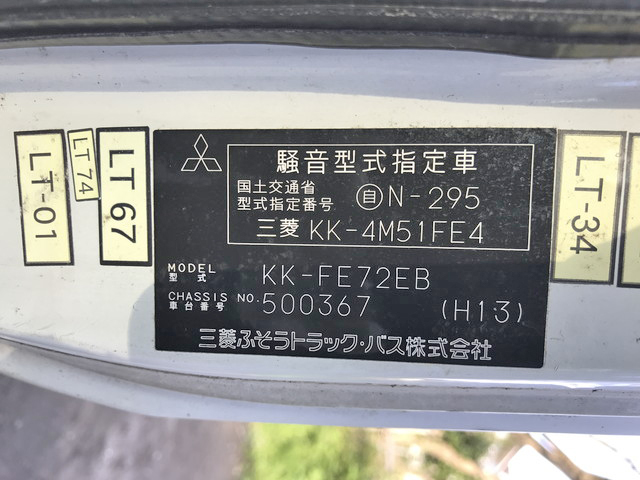 LT-01
LT 74
LT 67
騒音型式指定車
国土交通省
型式指定番号 自 N-295
三菱 KK-4M51FE4
MODEL
型式 KK-FE72EB
CHASSIS NO.
車台番号 500367 (H13)
三菱ふそうトラック・バス株式会社
LT-34